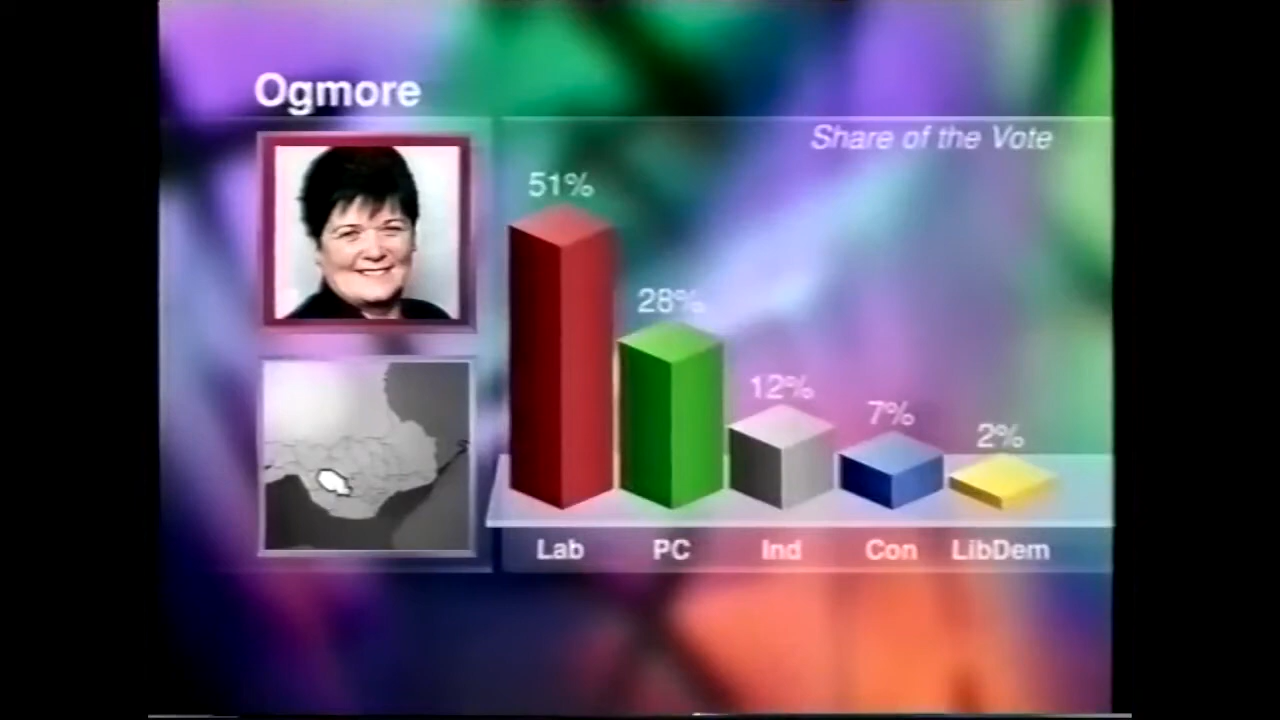 Ogmore
Share of the Vote
51%
28%
12%
7%
2%
Lab
PC
Ind
Con
LibDem